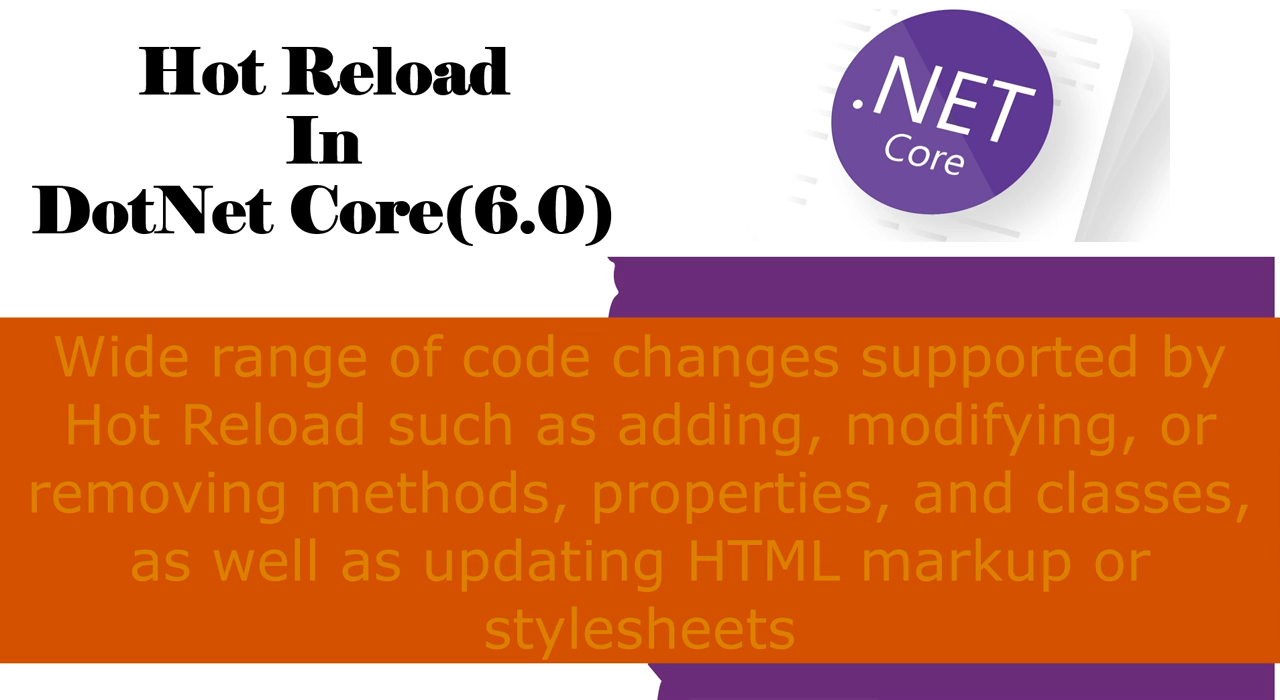 Hot Reload
In
DotNet Core(6.0)
.NET
Core
Wide range of code changes supported by
Hot Reload such as adding, modifying, or
removing methods, properties, and classes,
as well as updating HTML markup or
stylesheets